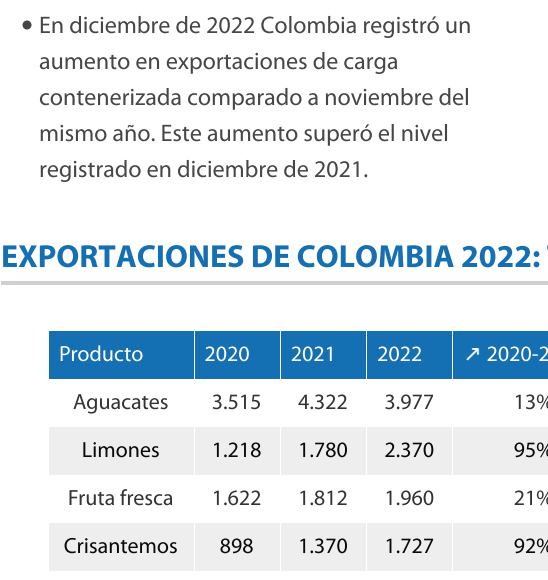 • En diciembre de 2022 Colombia registró un
aumento en exportaciones de carga
contenerizada comparado a noviembre del
mismo año. Este aumento superó el nivel
registrado en diciembre de 2021.
EXPORTACIONES DE COLOMBIA 2022:
Producto 2020 2021 2022 ↗ 2020-2
Aguacates 3.515 4.322 3.977 13%
Limones 1.218 1.780 2.370 95%
Fruta fresca 1.622 1.812 1.960 21%
Crisantemos 898 1.370 1.727 92%